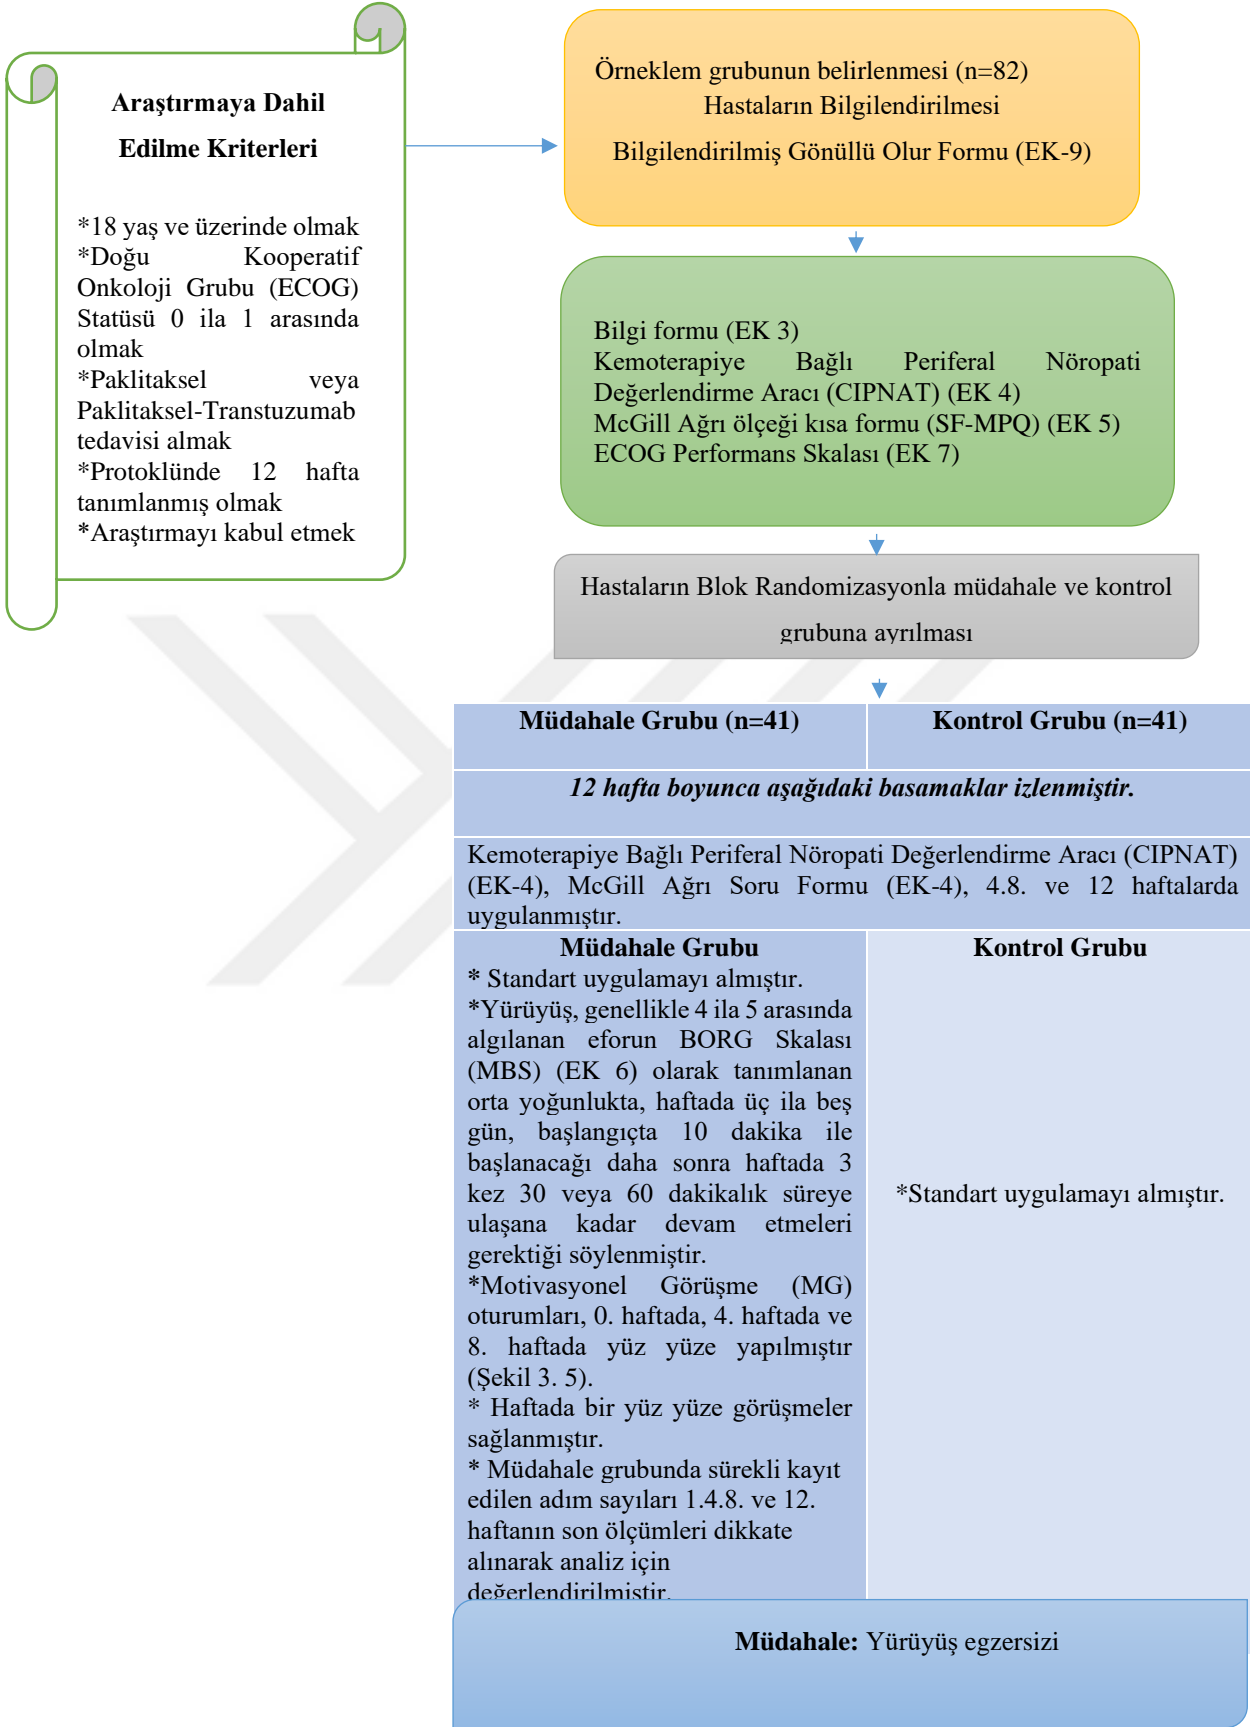 Araştırmaya Dahil
Edilme Kriterleri
*18 yaş ve üzerinde olmak
*Doğu Kooperatif
Onkoloji Grubu (ECOG)
Statüsü 0 ila 1 arasında
olmak
*Paklitaksel veya
Paklitaksel-Transtuzumab
tedavisi almak
*Protoklünde 12 hafta
tanımlanmış olmak
*Araştırmayı kabul etmek
Örneklem grubunun belirlenmesi (n=82)
Hastaların Bilgilendirilmesi
Bilgilendirilmiş Gönüllü Olur Formu (EK-9)
Bilgi formu (EK 3)
Kemoterapiye Bağlı Periferal Nöropati
Değerlendirme Aracı (CIPNAT) (EK 4)
McGill Ağrı ölçeği kısa formu (SF-MPQ) (EK 5)
ECOG Performans Skalası (EK 7)
Hastaların Blok Randomizasyonla müdahale ve kontrol
grubuna ayrılması
Müdahale Grubu (n=41)
Kontrol Grubu (n=41)
12 hafta boyunca aşağıdaki basamaklar izlenmiştir.
Kemoterapiye Bağlı Periferal Nöropati Değerlendirme Aracı (CIPNAT)
(EK-4), McGill Ağrı Soru Formu (EK-4), 4.8. ve 12 haftalarda
uygulanmıştır.
Müdahale Grubu
* Standart uygulamayı almıştır.
*Yürüyüş, genellikle 4 ila 5 arasında
algılanan eforun BORG Skalası
(MBS) (EK 6) olarak tanımlanan
orta yoğunlukta, haftada üç ila beş
gün, başlangıçta 10 dakika ile
başlanacağı daha sonra haftada 3
kez 30 veya 60 dakikalık süreye
ulaşana kadar devam etmeleri
gerektiği söylenmiştir.
*Motivasyonel Görüşme (MG)
oturumları, 0. haftada, 4. haftada ve
8. haftada yüz yüze yapılmıştır
(Şekil 3. 5).
* Haftada bir yüz yüze görüşmeler
sağlanmıştır.
* Müdahale grubunda sürekli kayıt
edilen adım sayıları 1.4.8. ve 12.
haftanın son ölçümleri dikkate
alınarak analiz için
değerlendirilmiştir.
Kontrol Grubu
*Standart uygulamayı almıştır.
Müdahale: Yürüyüş egzersizi